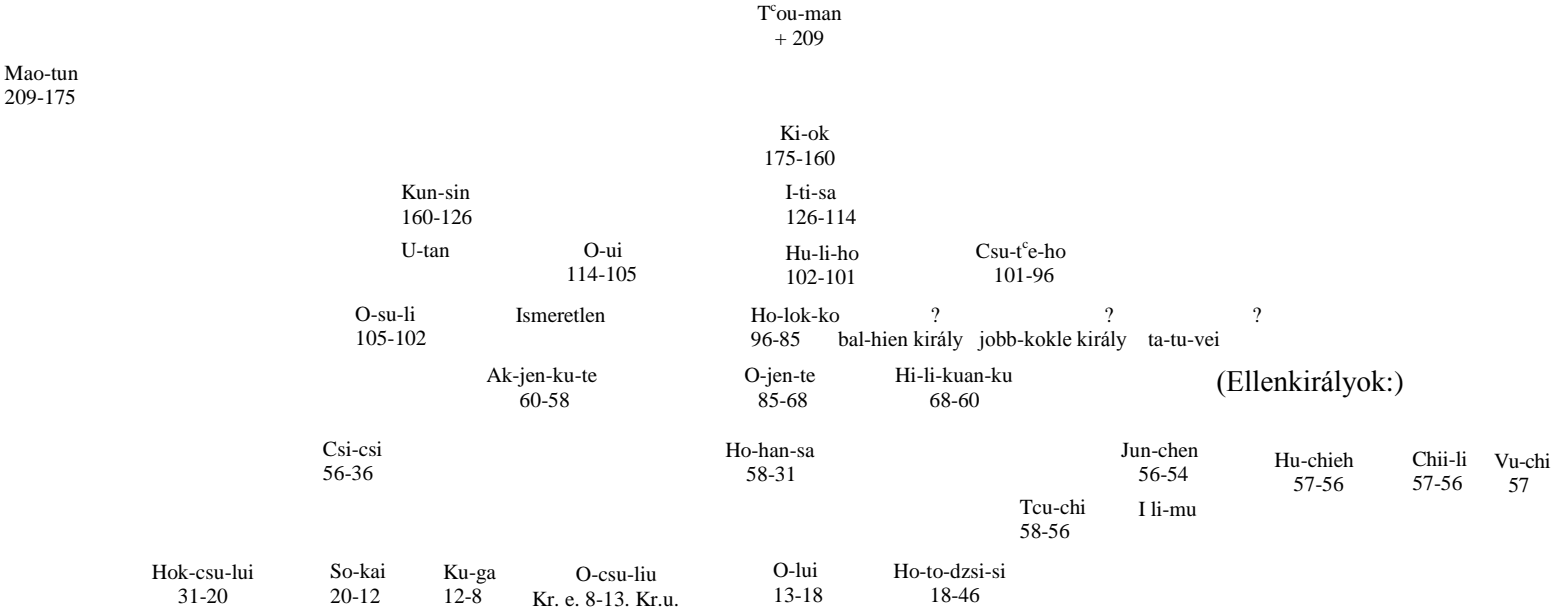 Tᶜou-man
+ 209
Mao-tun
209-175
Ki-ok
175-160
Kun-sin I-ti-sa
160-126 126-114
U-tan O-ui Hu-li-ho Csu-tᶜe-ho
114-105 102-101 101-96
O-su-li Ismeretlen Ho-lok-ko ? ? ?
105-102 96-85 bal-hien király jobb-kokle király ta-tu-vei
Ak-jen-ku-te O-jen-te Hi-li-kuan-ku (Ellenkirályok:)
60-58 85-68 68-60
Csi-csi Ho-han-sa Jun-chen Hu-chieh Chii-li Vu-chi
56-36 58-31 56-54 57-56 57-56 57
Tcu-chi I li-mu
58-56
Hok-csu-lui So-kai Ku-ga O-csu-liu O-lui Ho-to-dzsi-si
31-20 20-12 12-8 Kr. e. 8-13. Kr.u. 13-18 18-46